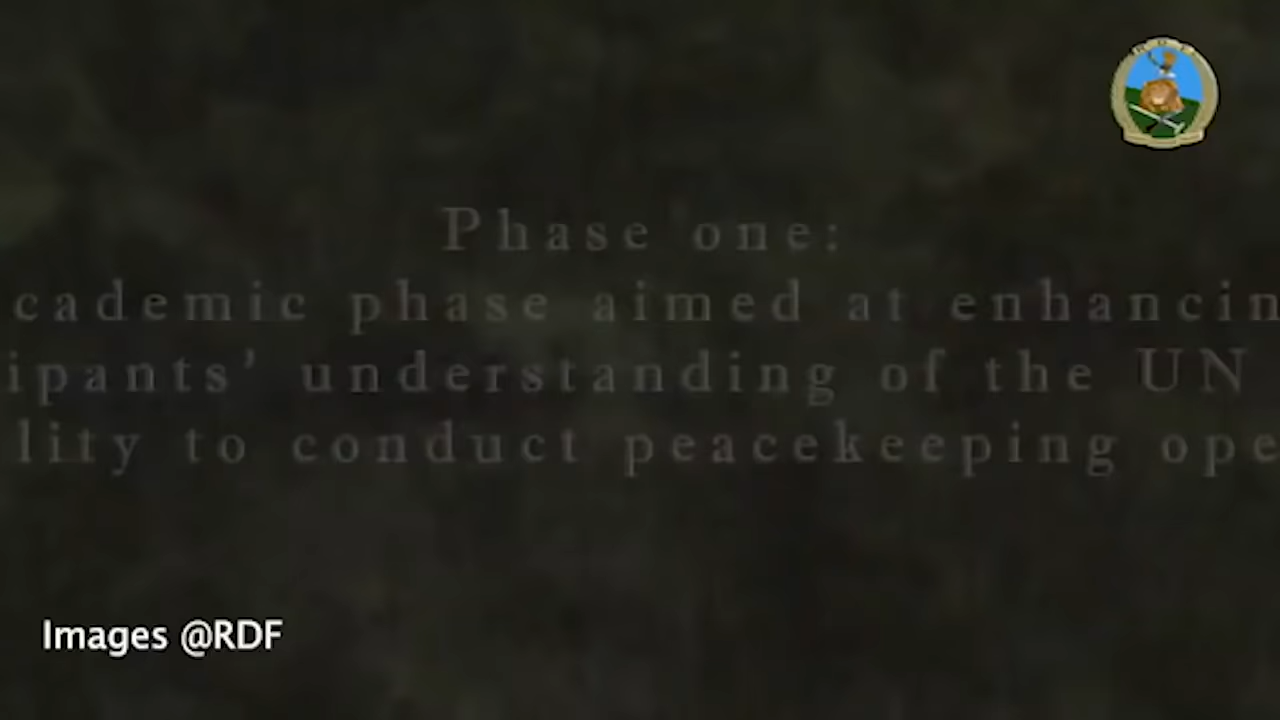 Phase one:
cademic phase aimed at enhancin
ipants' understanding of the UN
lity to conduct peacekeeping ope
Images @RDF